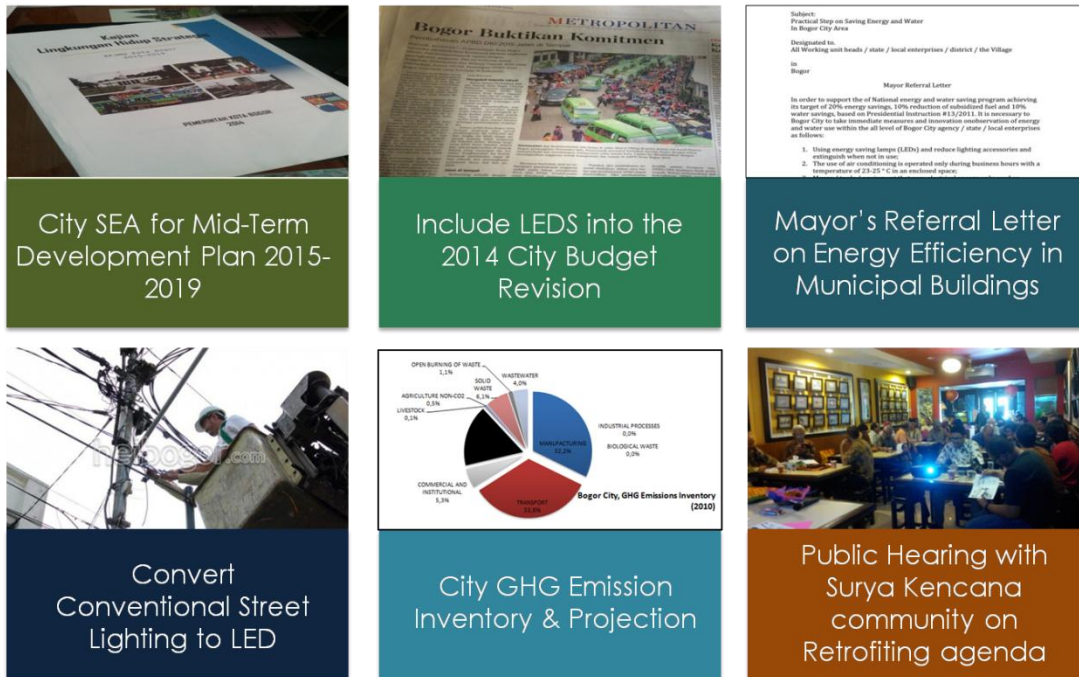 Kajian
Lingkungan Hidup Strategis
PEMERINTAH KOTA BOGOR
2014
City SEA for Mid-Term
Development Plan 2015-
2019
METROPOLITAN
Bogor Buktikan Komitmen
Include LEDS into the
2014 City Budget
Revision
Subject:
Practical Step on Saving Energy and Water
In Bogor City Area
Designated to.
All Working unit heads / state / local enterprises / district / the Village
in
Bogor
Mayor Referral Letter
In order to support the of National energy and water saving program achieving
its target of 20% energy savings, 10% reduction of subsidized fuel and 10%
water savings, based on Presidential Instruction #13/2011. It is necessary to
Bogor City to take immediate measures and innovation onobservation of energy
and water use within the all level of Bogor City agency / state / local enterprises
as follows:
1. Using energy saving lamps (LEDs) and reduce lighting accessories and
extinguish when not in use;
2. The use of air conditioning is operated only during business hours with a
temperature of 23-25 ° C in an enclosed space;
Mayor's Referral Letter
on Energy Efficiency in
Municipal Buildings
heibogor.com
Convert
Conventional Street
Lighting to LED
OPEN BURNING OF WASTE
1,1%
WASTEWATER
4,0%
SOLID
WASTE
6,1%
AGRICULTURE NON-CO2
0,5%
LIVESTOCK
0,1%
INDUSTRIAL PROCESSES
0,0%
BIOLOGICAL WASTE
0,0%
MANUFACTURING
32,2%
COMMERCIAL AND
INSTITUTIONAL
5,3%
TRANSPORT
Bogor City, GHG Emissions Inventory
(2010)
City GHG Emission
Inventory & Projection
Public Hearing with
Surya Kencana
community on
Retrofiting agenda